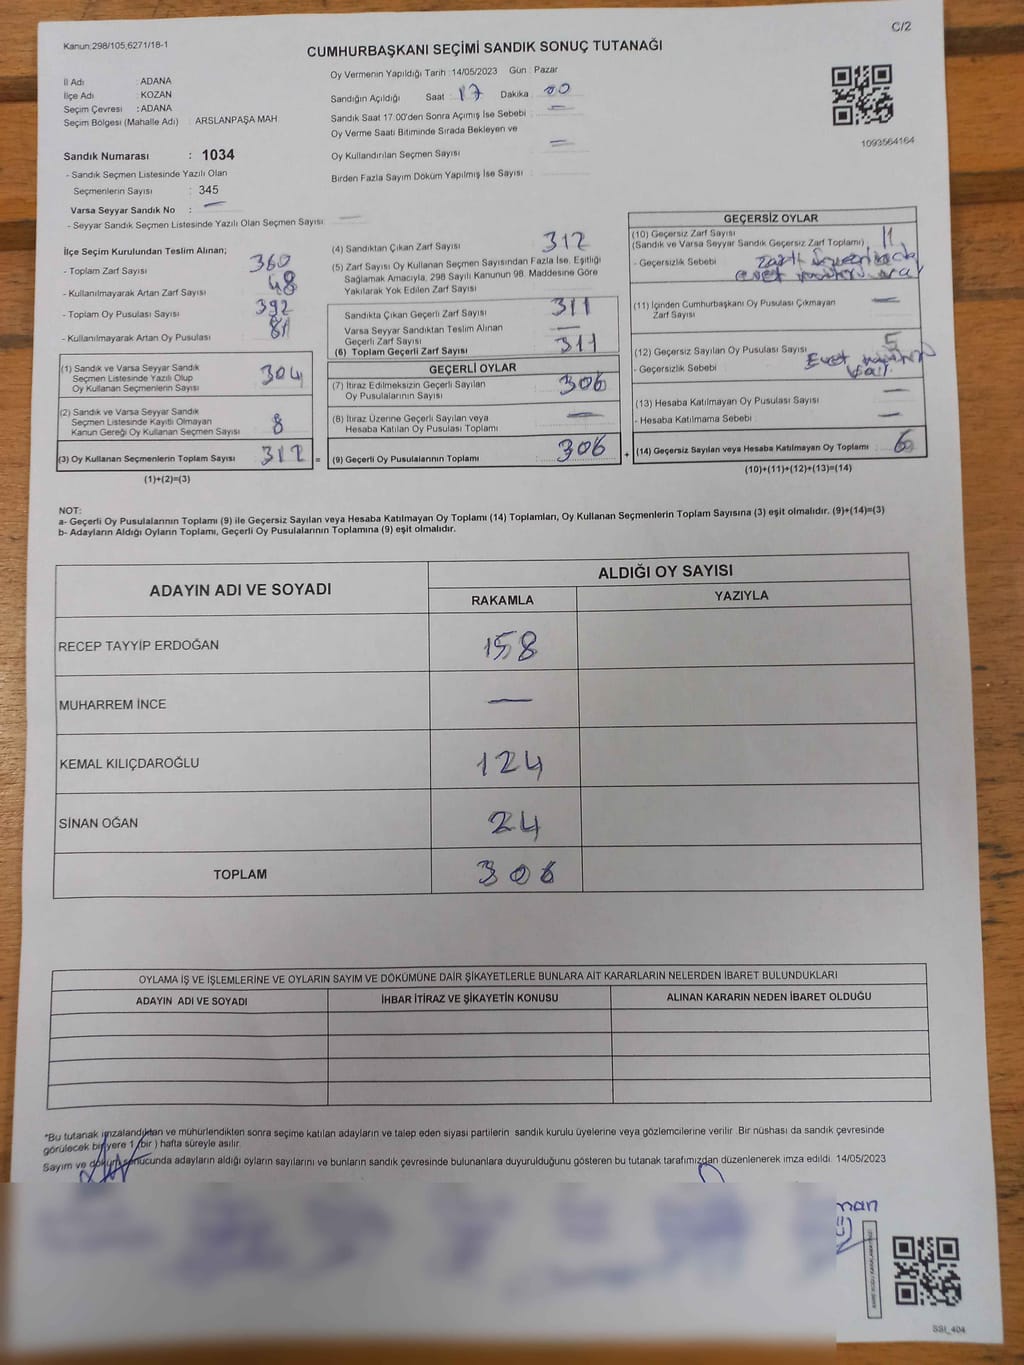 Kanun;298/105,6271/18-1
C/2
CUMHURBAŞKANI SEÇİMİ SANDIK SONUÇ TUTANAĞI
İl Adı : ADANA
İlçe Adı : KOZAN
Seçim Çevresi : ADANA
Seçim Bölgesi (Mahalle Adı) : ARSLANPAŞA MAH.
Sandık Numarası : 1034
- Sandık Seçmen Listesinde Yazılı Olan
Seçmenlerin Sayısı : 345
Varsa Seyyar Sandık No : —
- Seyyar Sandık Seçmen Listesinde Yazılı Olan Seçmen Sayısı : —
Oy Vermenin Yapıldığı Tarih : 14/05/2023 Gün : Pazar
Sandığın Açıldığı Saat : 17 Dakika : 00
Sandık Saat 17.00'den Sonra Açımış İse Sebebi : —
Oy Verme Saati Bitiminde Sırada Bekleyen ve
Oy Kullandırılan Seçmen Sayısı : —
Birden Fazla Sayım Döküm Yapılmış İse Sayısı :
1093564164
İlçe Seçim Kurulundan Teslim Alınan;
- Toplam Zarf Sayısı : 360
- Kullanılmayarak Artan Zarf Sayısı : 48
- Toplam Oy Pusulası Sayısı : 392
- Kullanılmayarak Artan Oy Pusulası : 81
(1) Sandık ve Varsa Seyyar Sandık
Seçmen Listesinde Yazılı Olup
Oy Kullanan Seçmenlerin Sayısı : 304
(2) Sandık ve Varsa Seyyar Sandık
Seçmen Listesinde Kayıtlı Olmayan
Kanun Gereği Oy Kullanan Seçmen Sayısı : 8
(3) Oy Kullanan Seçmenlerin Toplam Sayısı : 312 =
(1)+(2)=(3)
(4) Sandıktan Çıkan Zarf Sayısı : 312
(5) Zarf Sayısı Oy Kullanan Seçmen Sayısından Fazla İse, Eşitliği
Sağlamak Amacıyla, 298 Sayılı Kanunun 98. Maddesine Göre
Yakılarak Yok Edilen Zarf Sayısı :
Sandıkta Çıkan Geçerli Zarf Sayısı : 311
Varsa Seyyar Sandıktan Teslim Alınan
Geçerli Zarf Sayısı : —
(6) Toplam Geçerli Zarf Sayısı : 311
GEÇERLİ OYLAR
(7) İtiraz Edilmeksizin Geçerli Sayılan
Oy Pusulalarının Sayısı : 306
(8) İtiraz Üzerine Geçerli Sayılan veya
Hesaba Katılan Oy Pusulası Toplamı : —
(9) Geçerli Oy Pusulalarının Toplamı : 306 +
GEÇERSİZ OYLAR
(10) Geçersiz Zarf Sayısı
(Sandık ve Varsa Seyyar Sandık Geçersiz Zarf Toplamı)
- Geçersizlik Sebebi :
evet
(11) İçinden Cumhurbaşkanı Oy Pusulası Çıkmayan
Zarf Sayısı : —
(12) Geçersiz Sayılan Oy Pusulası Sayısı : 5
- Geçersizlik Sebebi : Evet
(13) Hesaba Katılmayan Oy Pusulası Sayısı : —
- Hesaba Katılmama Sebebi : —
(14) Geçersiz Sayılan veya Hesaba Katılmayan Oy Toplamı : 6
(10)+(11)+(12)+(13)=(14)
NOT:
a- Geçerli Oy Pusulalarının Toplamı (9) ile Geçersiz Sayılan veya Hesaba Katılmayan Oy Toplamı (14) Toplamları, Oy Kullanan Seçmenlerin Toplam Sayısına (3) eşit olmalıdır. (9)+(14)=(3)
b- Adayların Aldığı Oyların Toplamı, Geçerli Oy Pusulalarının Toplamına (9) eşit olmalıdır.
ADAYIN ADI VE SOYADI
ALDIĞI OY SAYISI
RAKAMLA YAZIYLA
RECEP TAYYİP ERDOĞAN 158
MUHARREM İNCE —
KEMAL KILIÇDAROĞLU 124
SİNAN OĞAN 24
TOPLAM 306
OYLAMA İŞ VE İŞLEMLERİNE VE OYLARIN SAYIM VE DÖKÜMÜNE DAİR ŞİKAYETLERLE BUNLARA AİT KARARLARIN NELERDEN İBARET BULUNDUKLARI
ADAYIN ADI VE SOYADI İHBAR İTİRAZ VE ŞİKAYETİN KONUSU ALINAN KARARIN NEDEN İBARET OLDUĞU
*Bu tutanak imzalandıktan ve mühürlendikten sonra seçime katılan adayların ve talep eden siyasi partilerin sandık kurulu üyelerine veya gözlemcilerine verilir .Bir nüshası da sandık çevresinde
görülecek bir yere 1 ( bir ) hafta süreyle asılır.
Sayım ve döküm sonucunda adayların aldığı oyların sayılarını ve bunların sandık çevresinde bulunanlara duyurulduğunu gösteren bu tutanak tarafımızdan düzenlenerek imza edildi. 14/05/2023
SSI_404